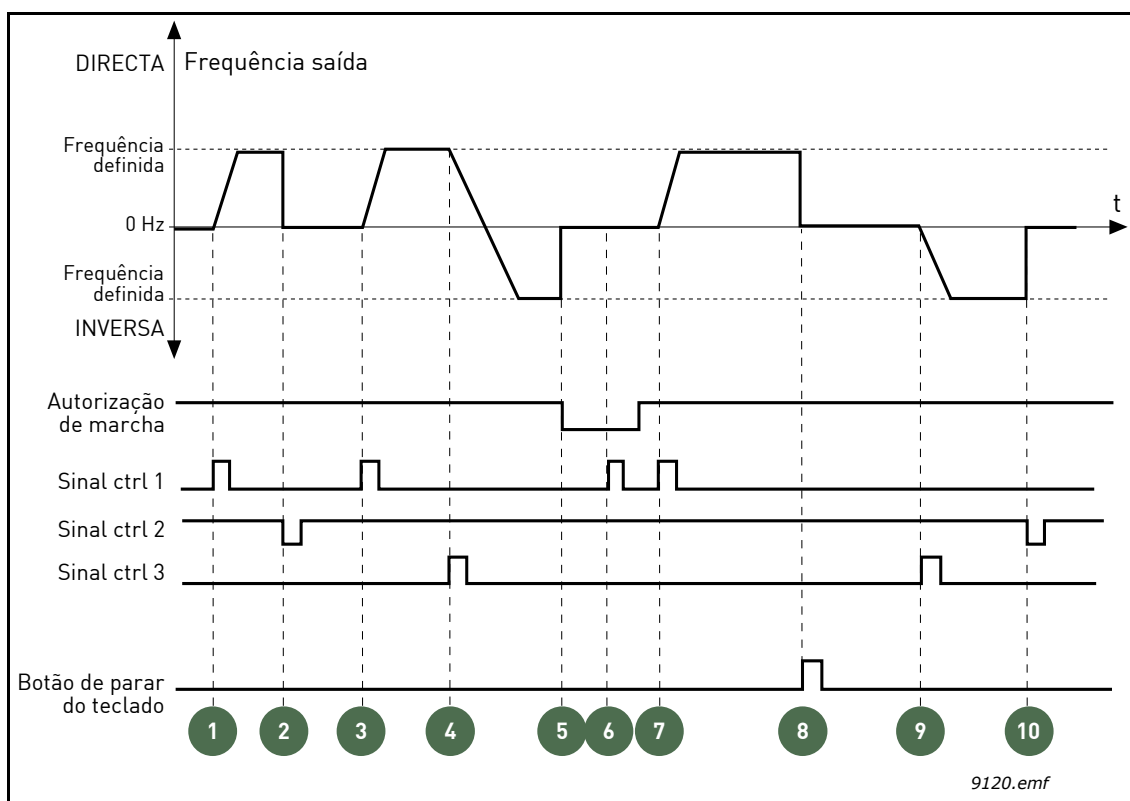 DIRECTA
Frequência saída
Frequência
definida
t
0 Hz
Frequência
definida
INVERSA
Autorização
de marcha
Sinal ctrl 1
Sinal ctrl 2
Sinal ctrl 3
Botão de parar
do teclado
1 2 3 4 5 6 7 8 9 10
9120.emf